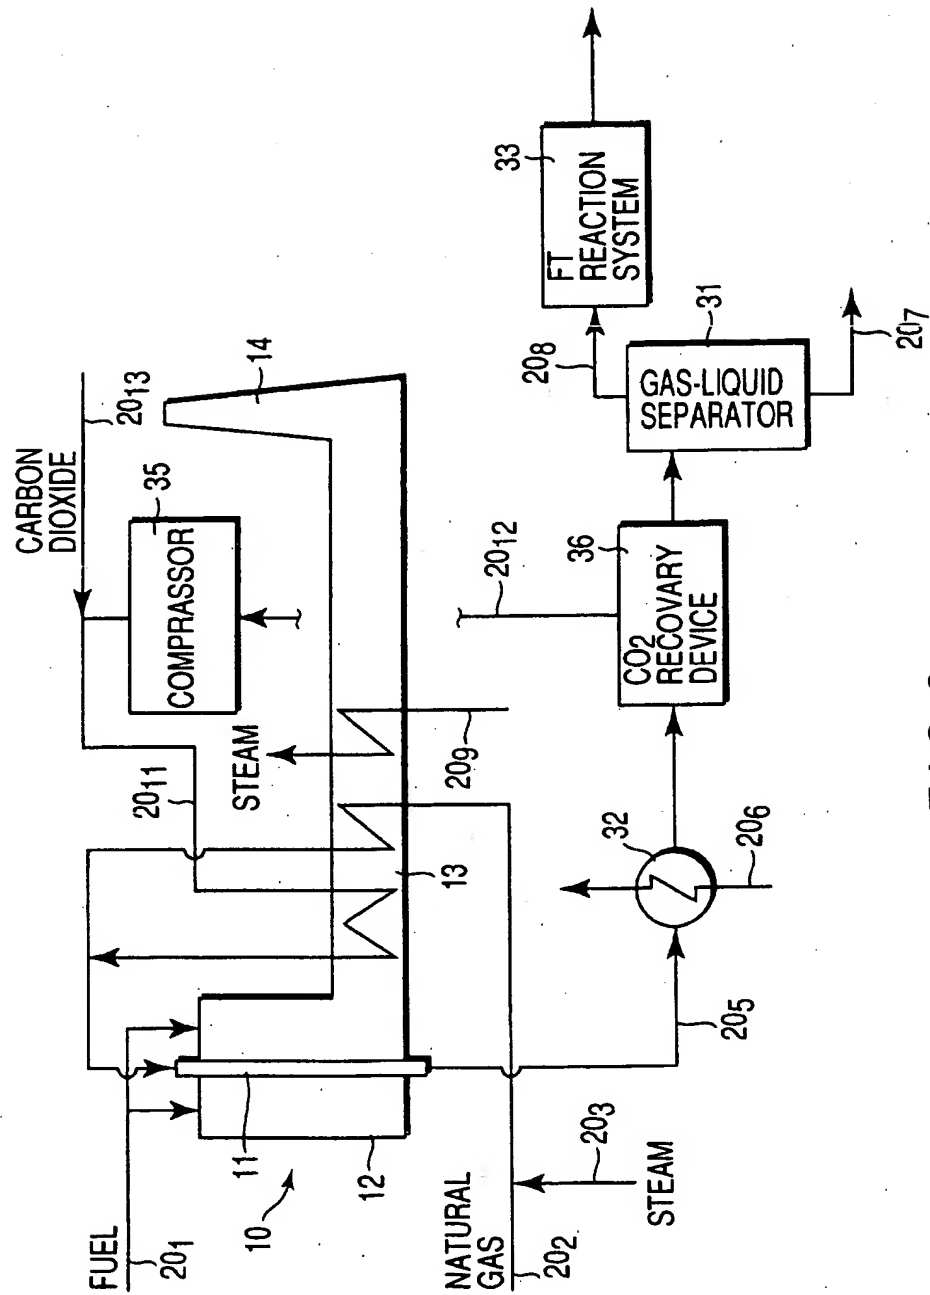 FUEL
20₁
10
11
12
NATURAL
GAS
20₂
20₃
STEAM
20₁₁
STEAM
20₉
13
COMPRASSOR
35
CARBON
DIOXIDE
20₁₃
14
20₅
32
20₆
CO₂
RECOVARY
DEVICE
36
20₁₂
GAS-LIQUID
SEPARATOR
31
20₇
20₈
FT
REACTION
SYSTEM
33